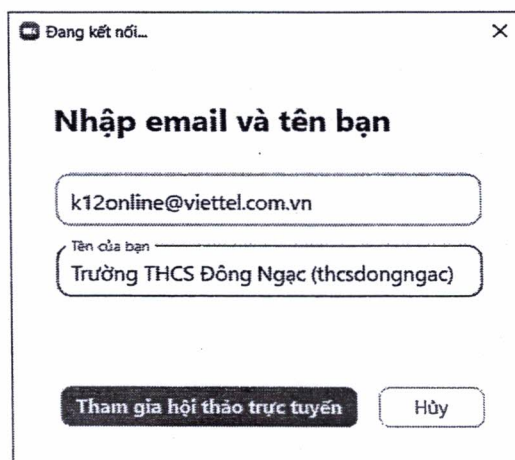 Đang kết nối...
Nhập email và tên bạn
k12online@viettel.com.vn
Tên của bạn
Trường THCS Đông Ngạc (thcsdongngac)
Tham gia hội thảo trực tuyến
Hủy